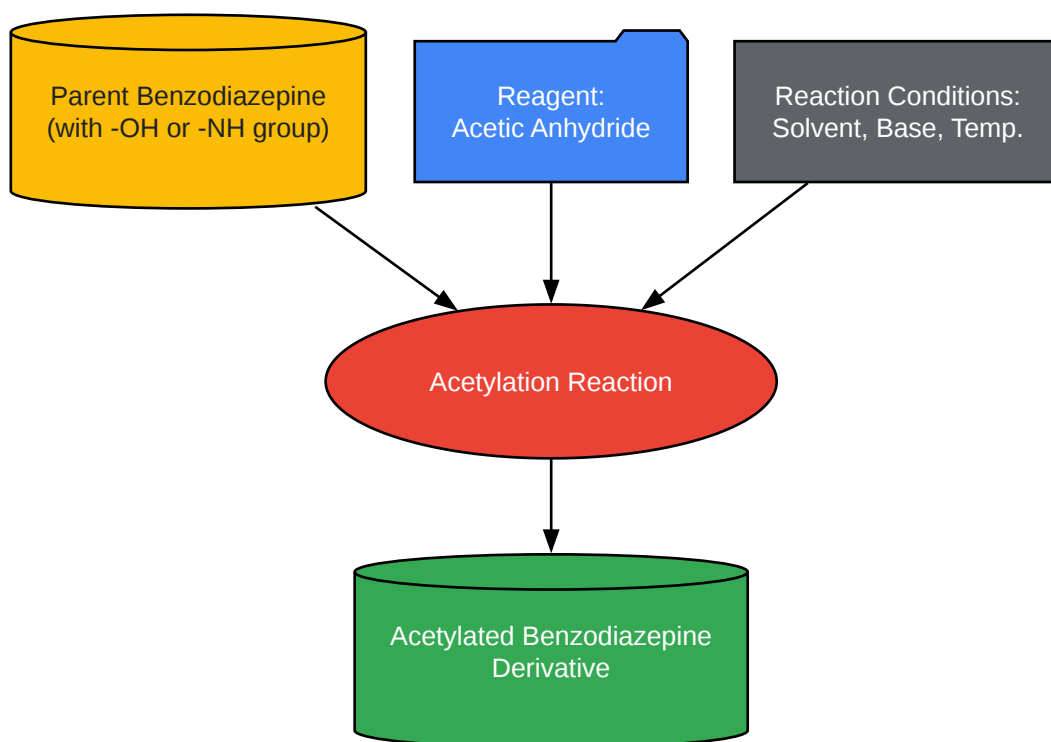 Parent Benzodiazepine
(with -OH or -NH group)
Reagent:
Acetic Anhydride
Reaction Conditions:
Solvent, Base, Temp.
Acetylation Reaction
Acetylated Benzodiazepine
Derivative